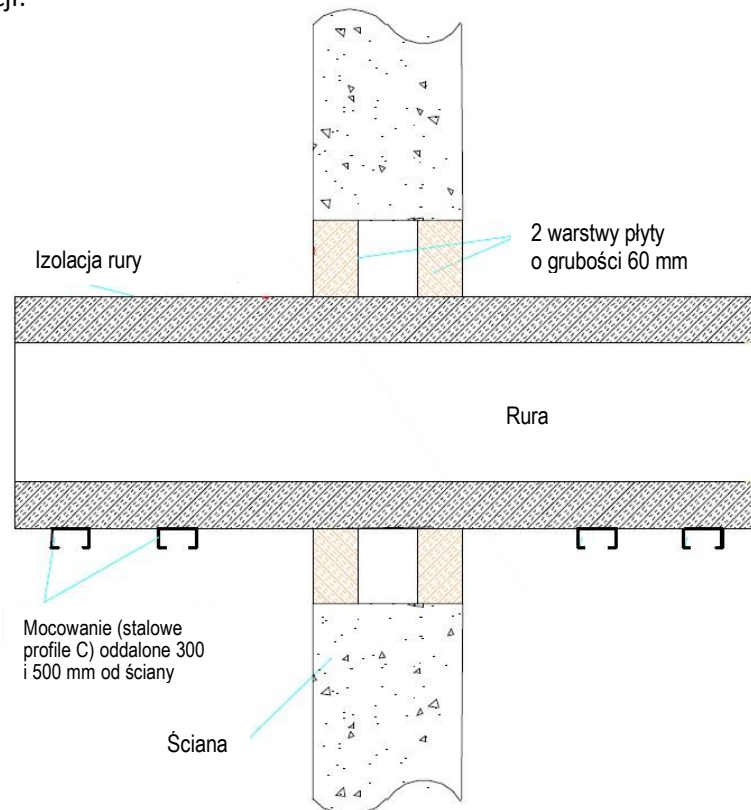 2 warstwy płyty
o grubości 60 mm
Izolacja rury
Rura
Mocowanie (stalowe
profile C) oddalone 300
i 500 mm od ściany
Ściana